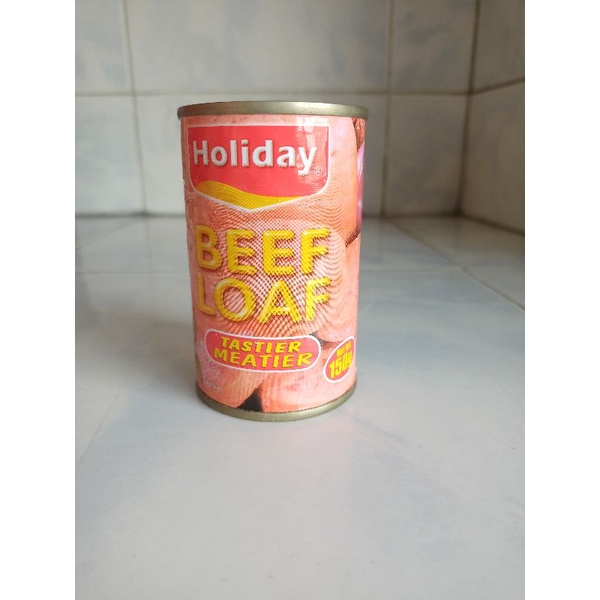 Holiday®
BEEF
LOAF
TASTIER
MEATIER
150g